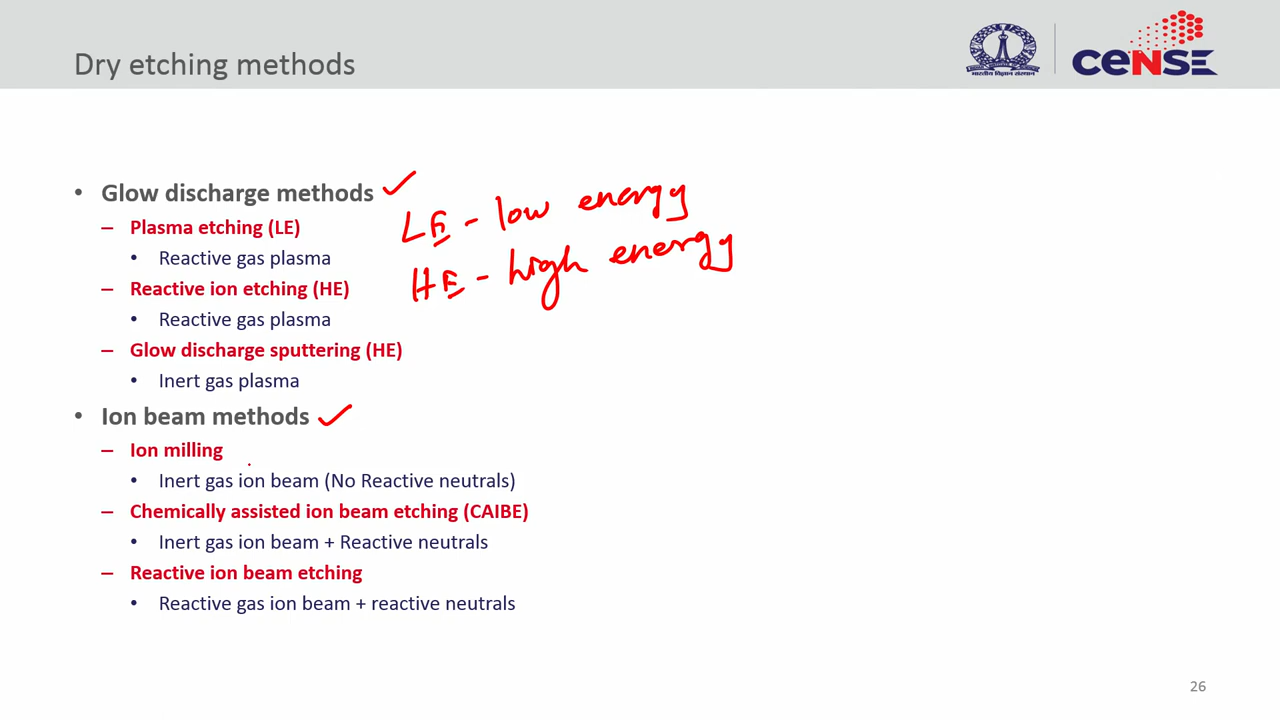 Dry etching methods
भारतीय विज्ञान संस्थान
ceNSE
• Glow discharge methods
– Plasma etching (LE)
• Reactive gas plasma
– Reactive ion etching (HE)
• Reactive gas plasma
– Glow discharge sputtering (HE)
• Inert gas plasma
LE - low energy
HE - high energy
• Ion beam methods
– Ion milling
• Inert gas ion beam (No Reactive neutrals)
– Chemically assisted ion beam etching (CAIBE)
• Inert gas ion beam + Reactive neutrals
– Reactive ion beam etching
• Reactive gas ion beam + reactive neutrals
26